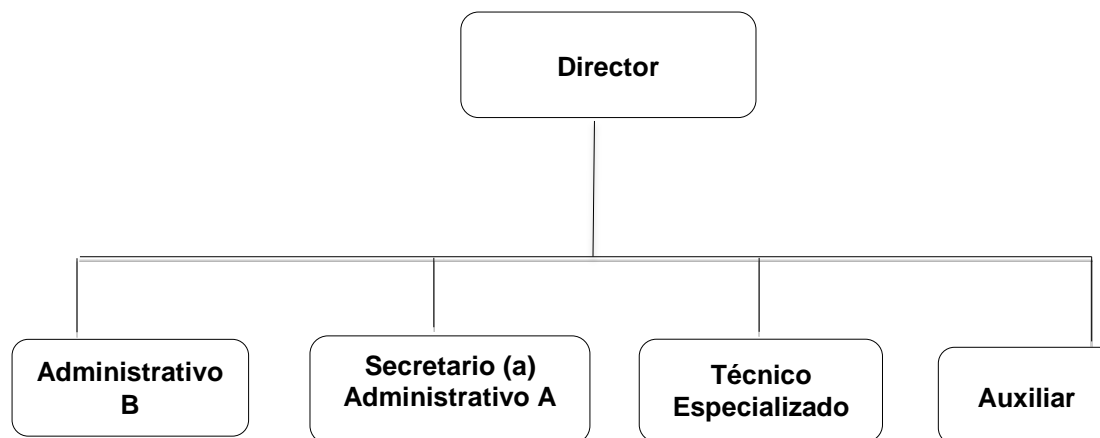 Director
Administrativo
B
Secretario (a)
Administrativo A
Técnico
Especializado
Auxiliar